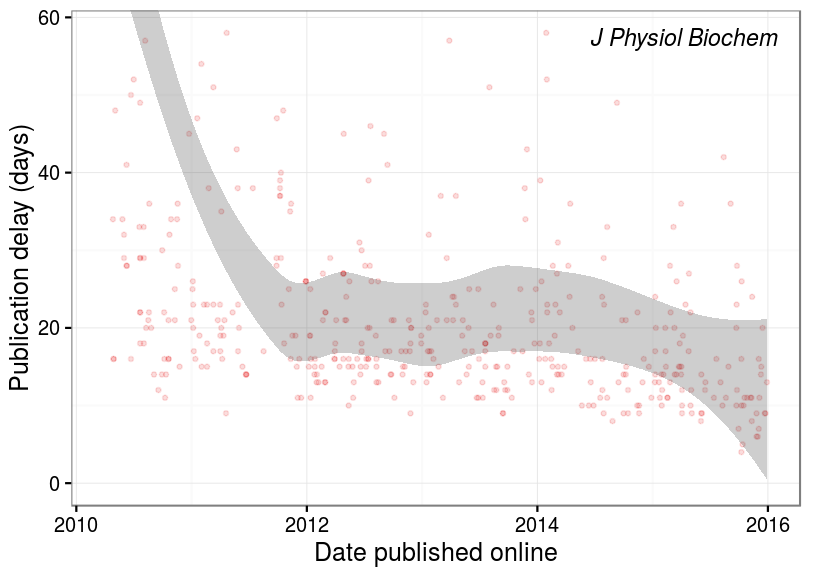 J Physiol Biochem
Publication delay (days)
60
40
20
0
2010 2012 2014 2016
Date published online